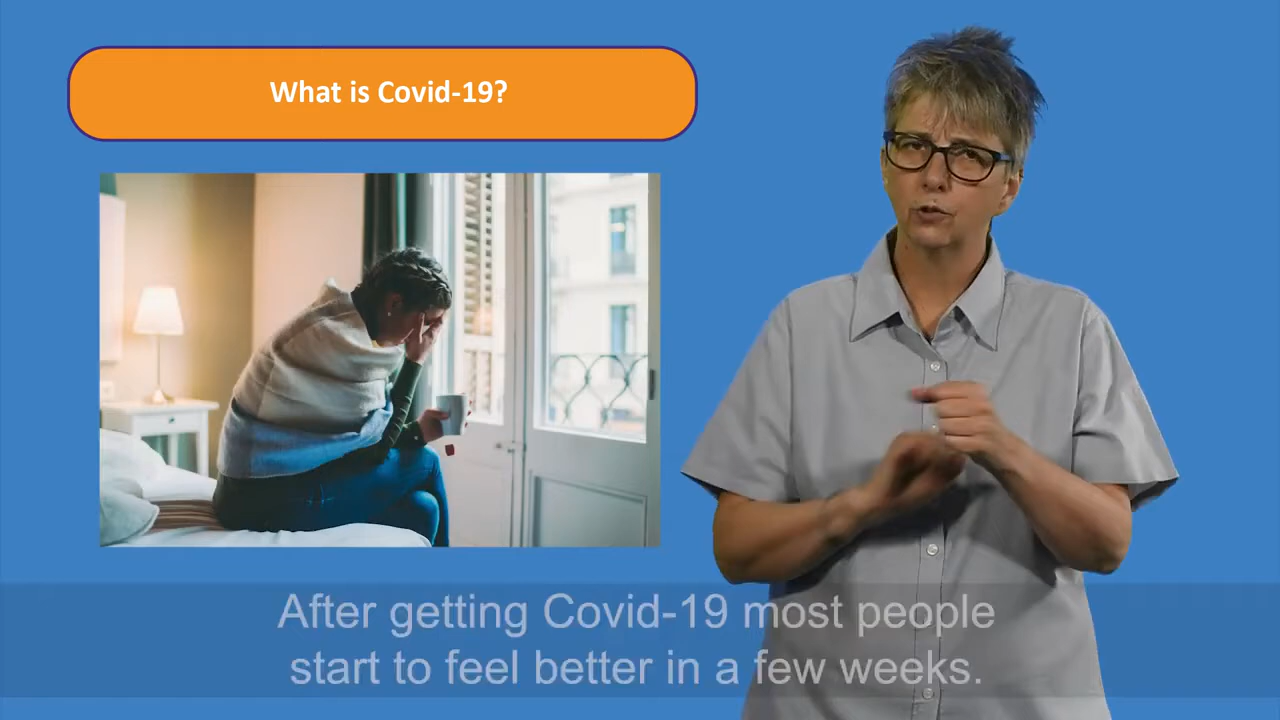 What is Covid-19?
After getting Covid-19 most people
start to feel better in a few weeks.